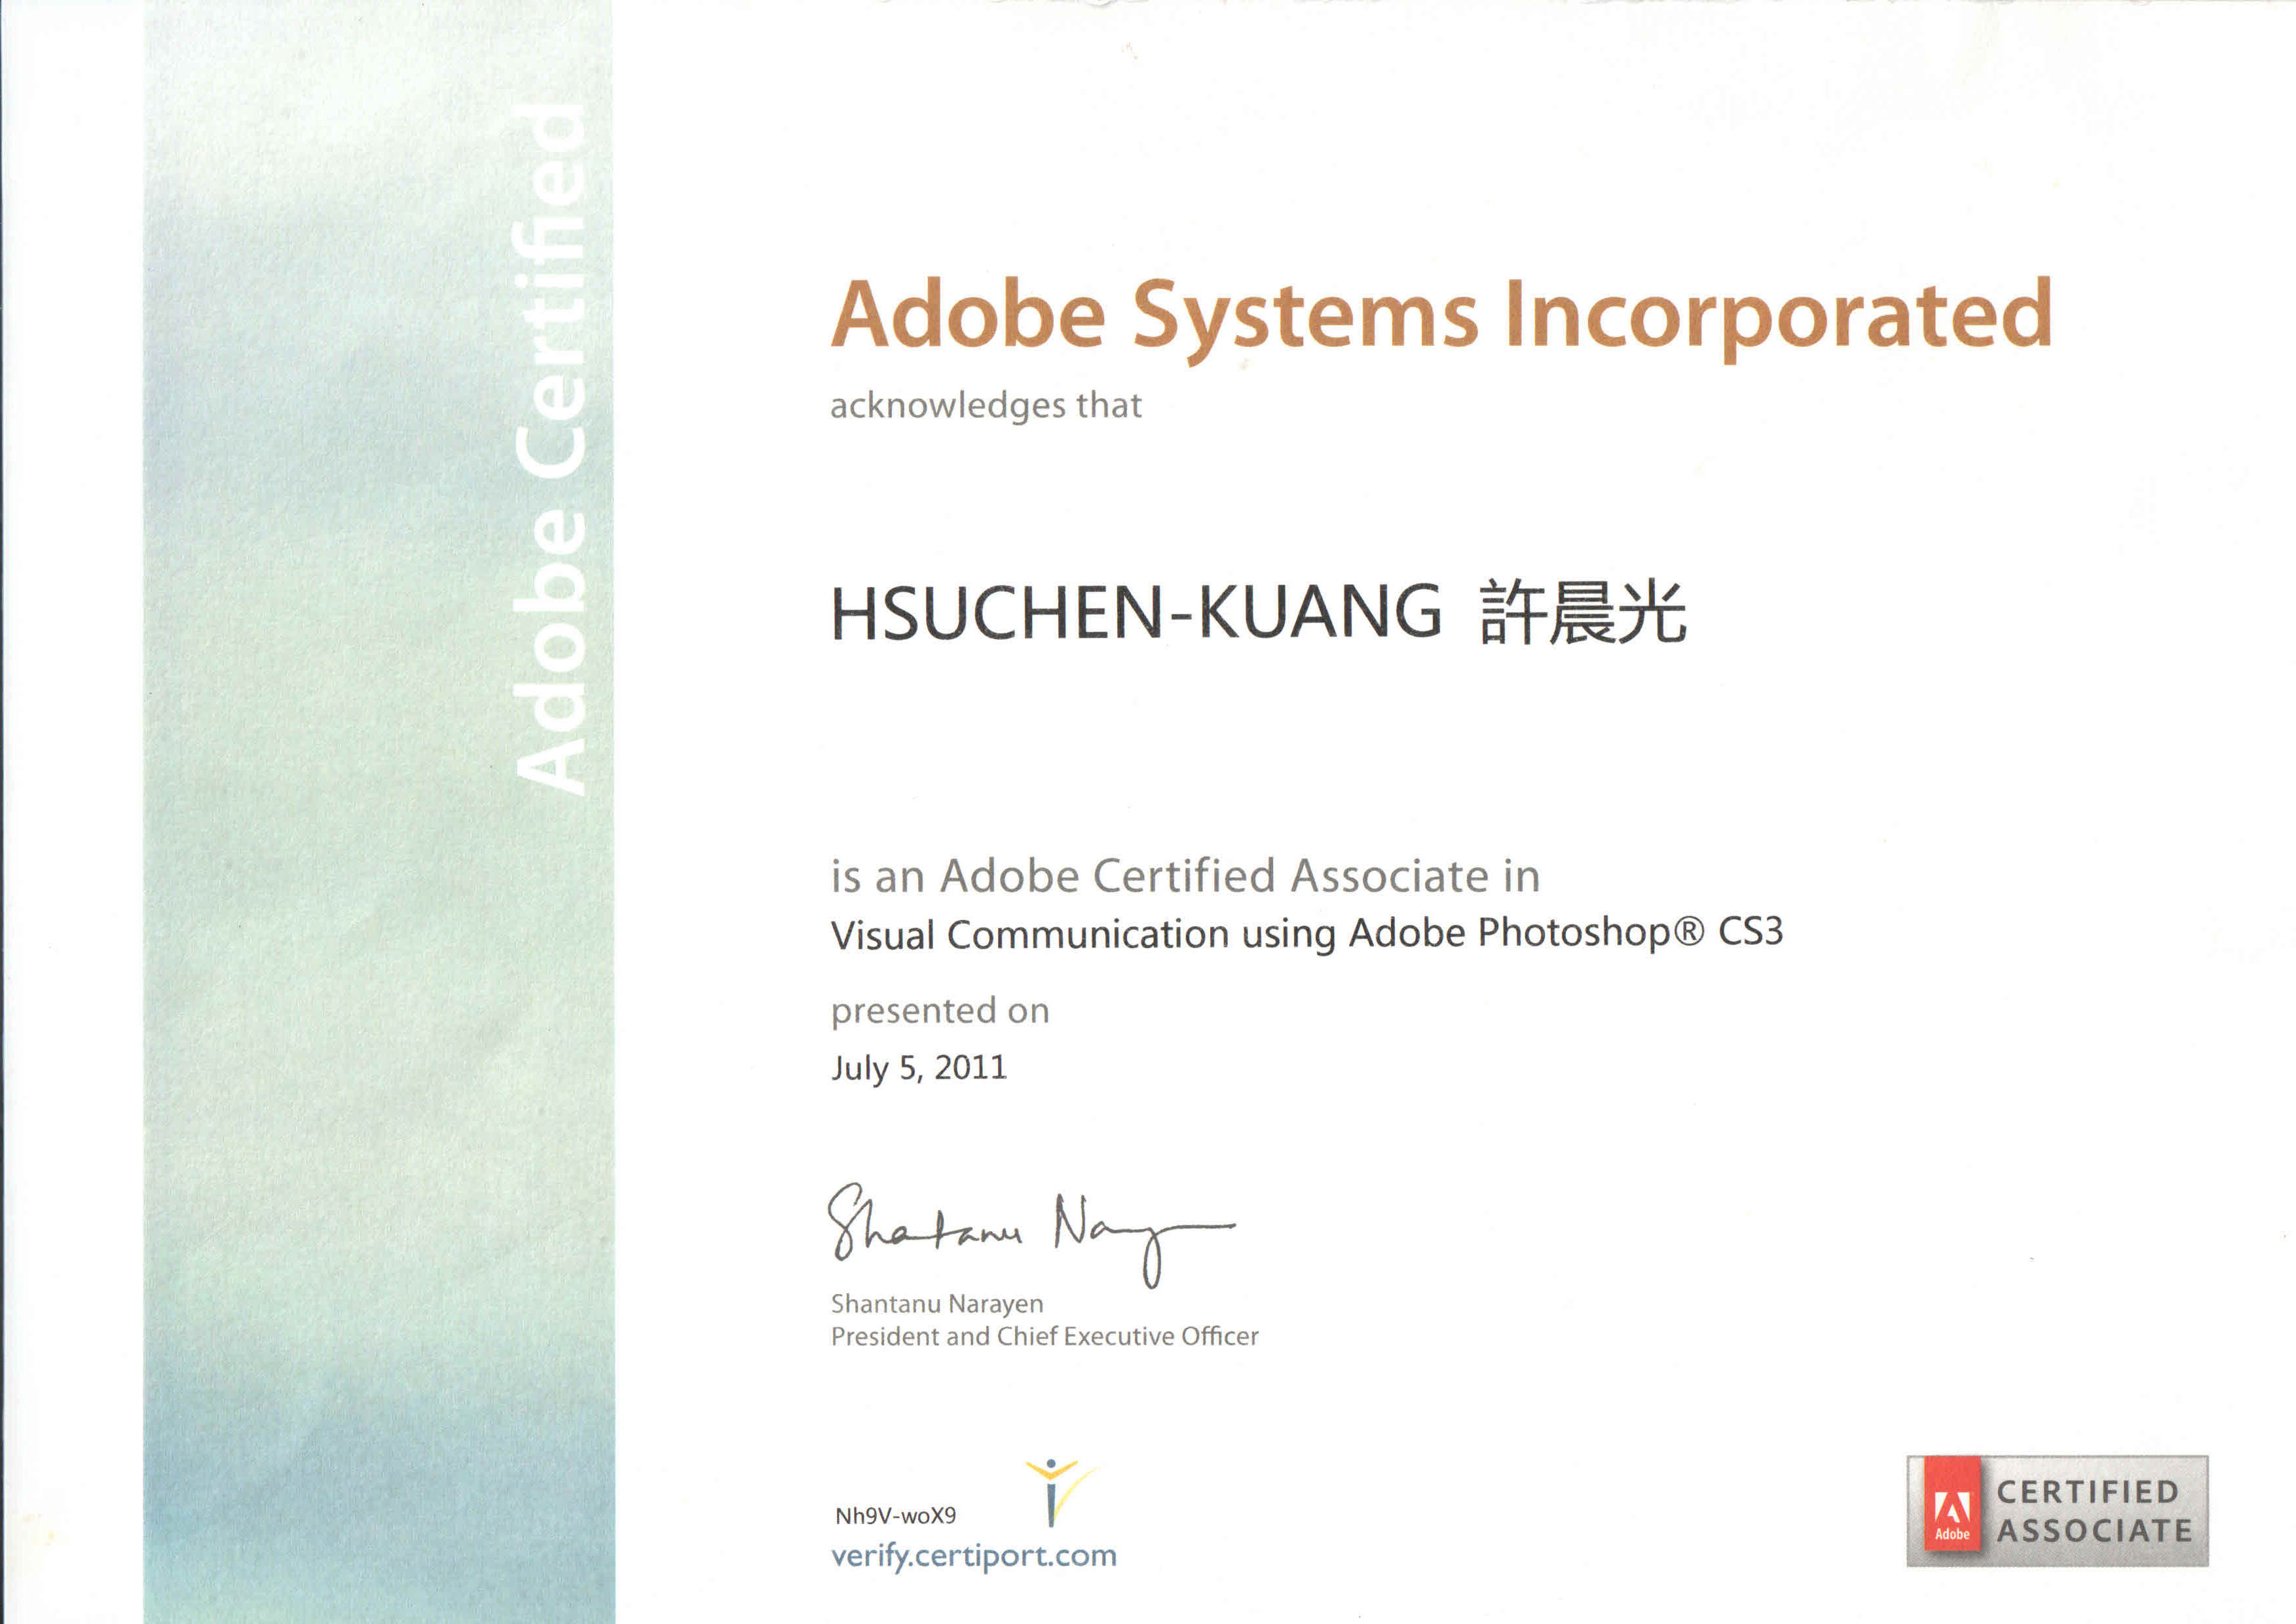 Adobe Certified
Adobe Systems Incorporated
acknowledges that
HSUCHEN-KUANG 許晨光
is an Adobe Certified Associate in
Visual Communication using Adobe Photoshop® CS3
presented on
July 5, 2011
Shantanu Narayen
Shantanu Narayen
President and Chief Executive Officer
Nh9V-woX9
verify.certiport.com
Adobe
CERTIFIED
ASSOCIATE